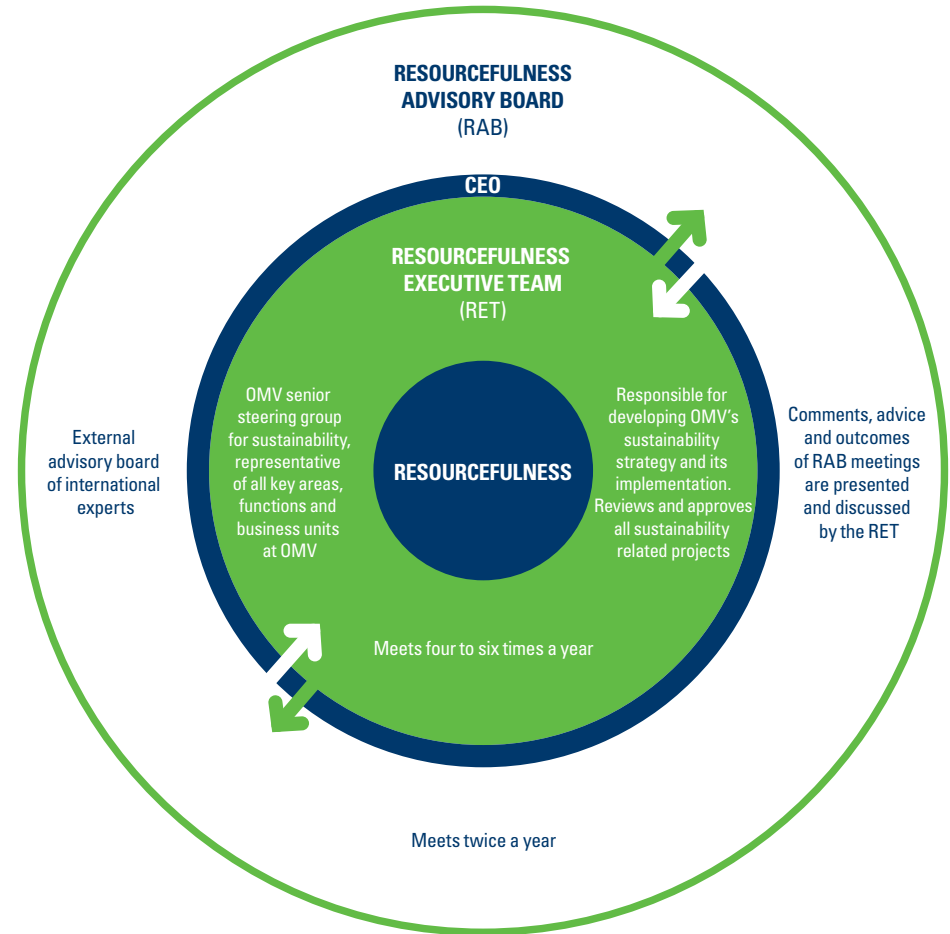 RESOURCEFULNESS
ADVISORY BOARD
(RAB)
CEO
RESOURCEFULNESS
EXECUTIVE TEAM
(RET)
OMV senior
steering group
for sustainability,
representative
of all key areas,
functions and
business units
at OMV
RESOURCEFULNESS
Responsible for
developing OMV's
sustainability
strategy and its
implementation.
Reviews and approves
all sustainability
related projects
External
advisory board
of international
experts
Comments, advice
and outcomes
of RAB meetings
are presented
and discussed
by the RET
Meets four to six times a year
Meets twice a year